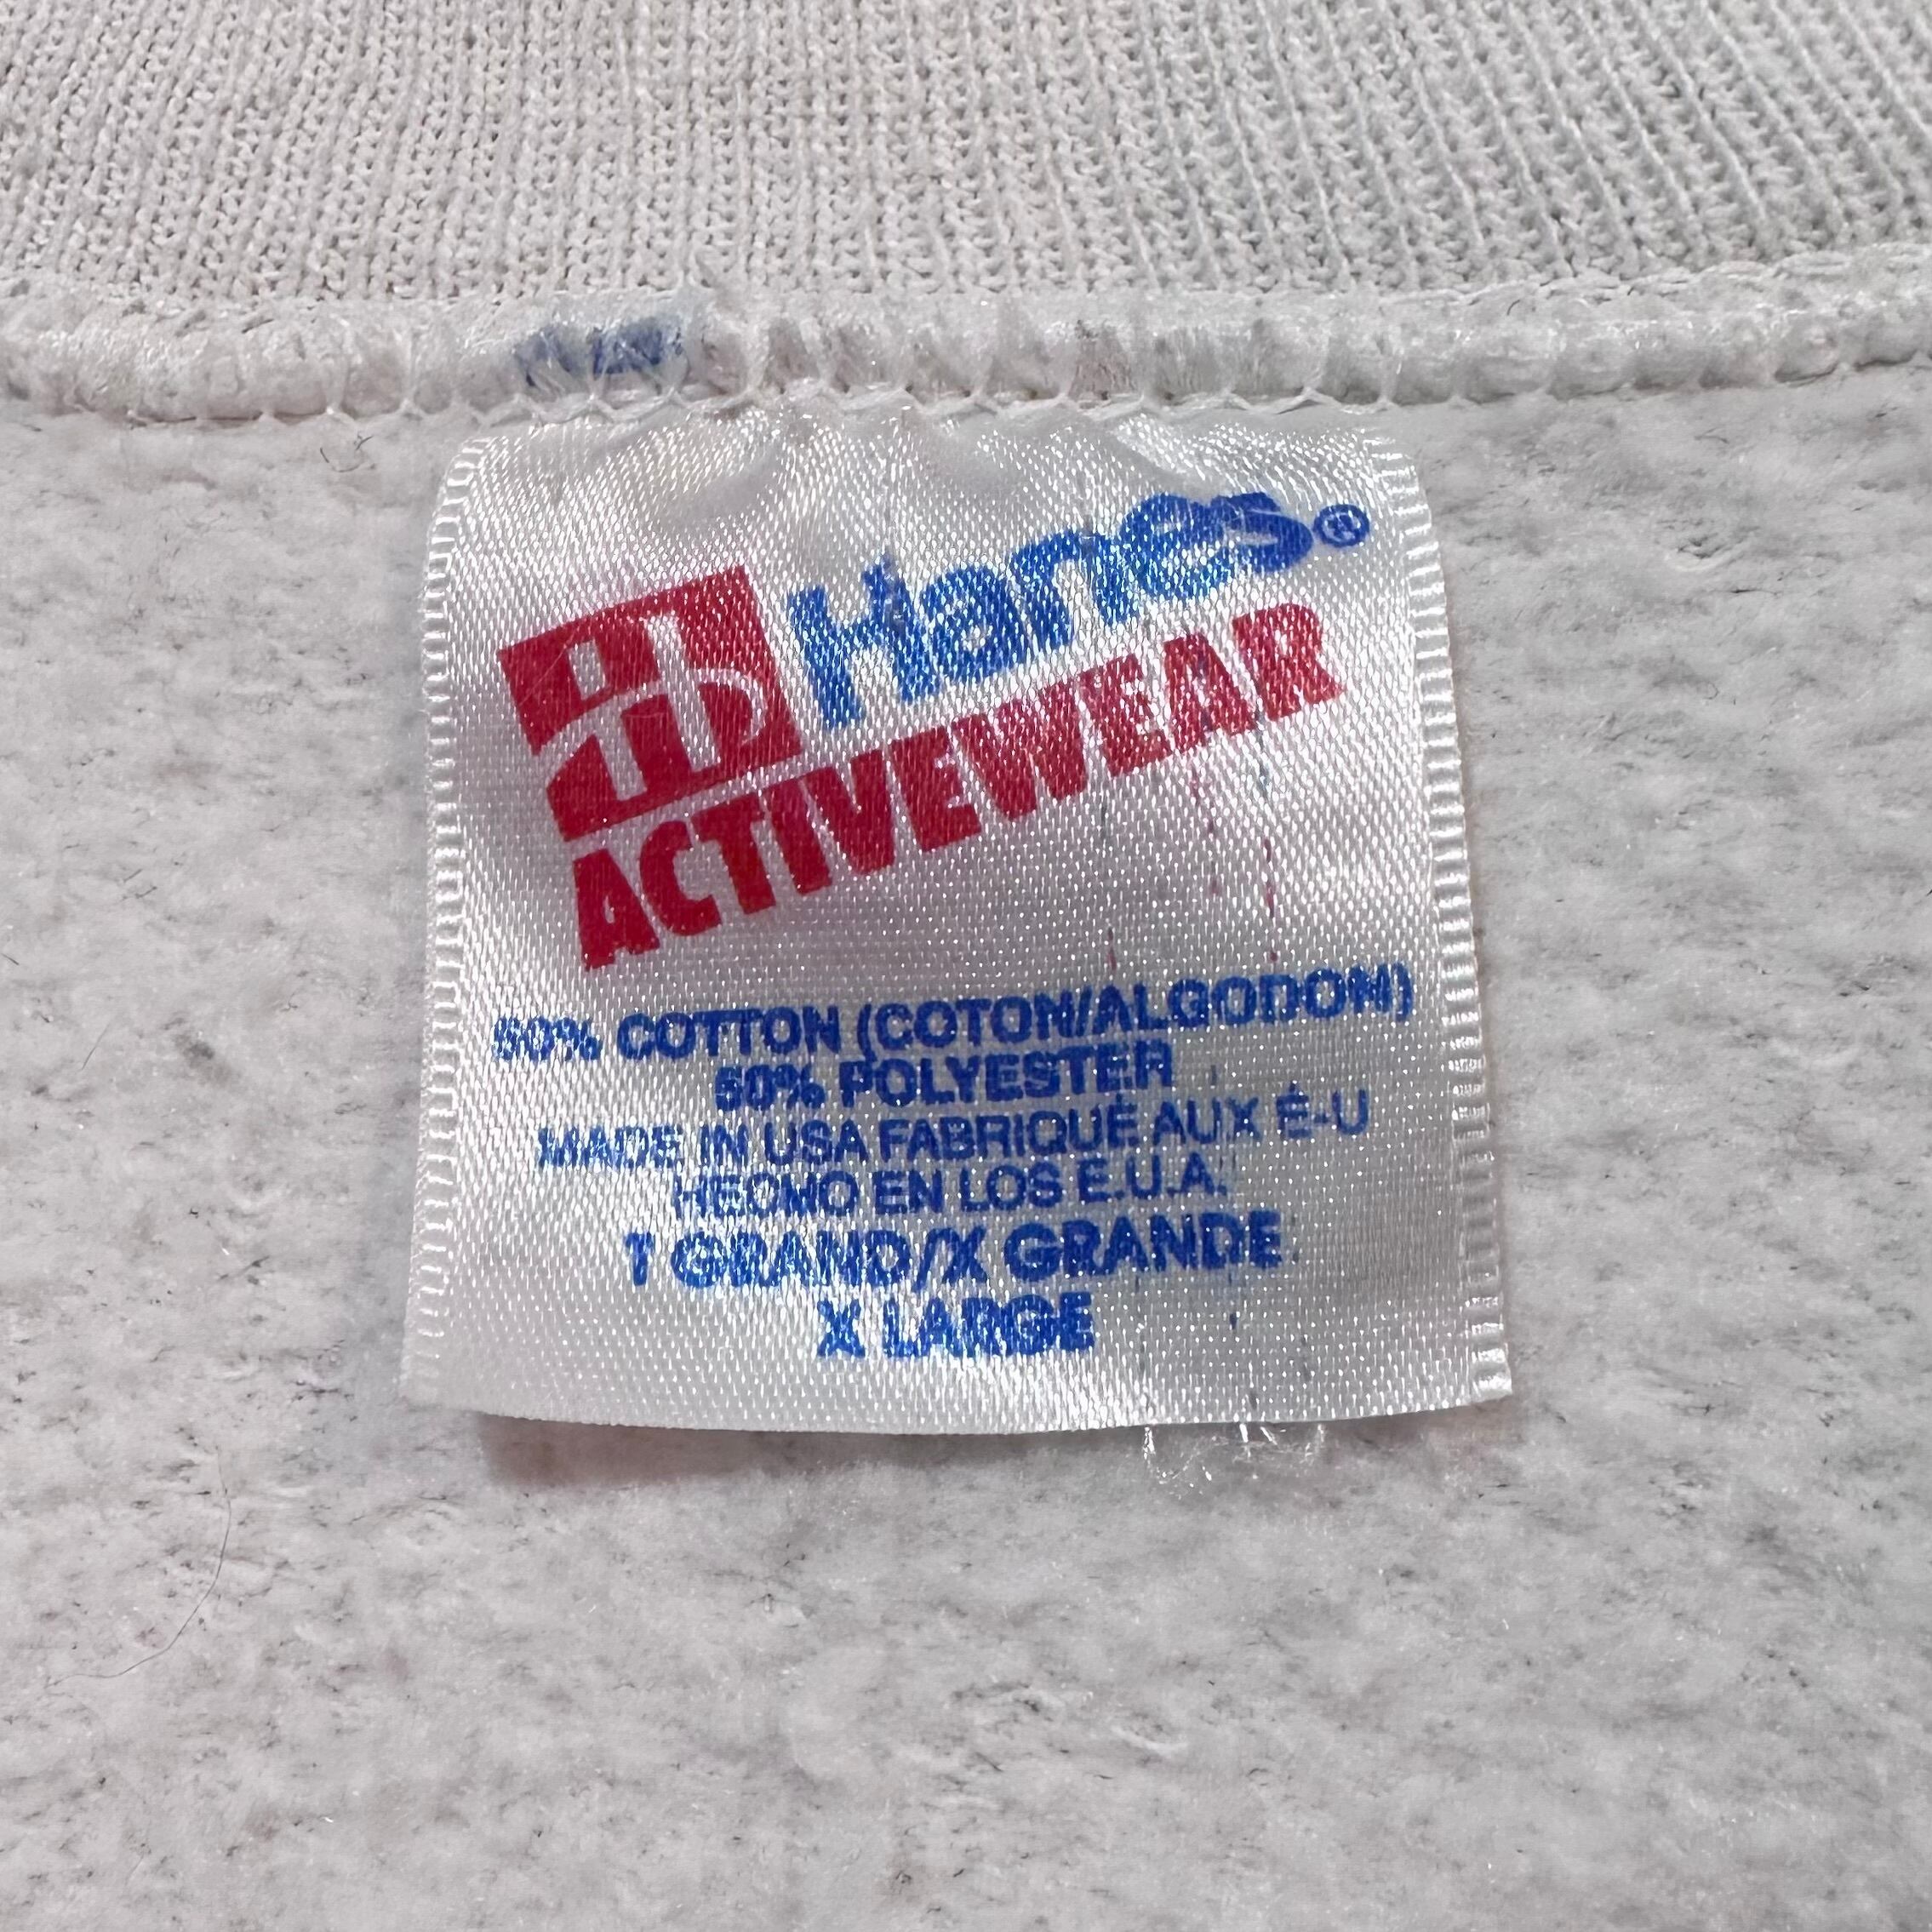 Hanes®
ACTIVEWEAR
50% COTTON (COTON/ALGODON)
50% POLYESTER
MADE IN USA FABRIQUÉ AUX É-U
HECHO EN LOS E.U.A.
T GRAND/X GRANDE
X LARGE